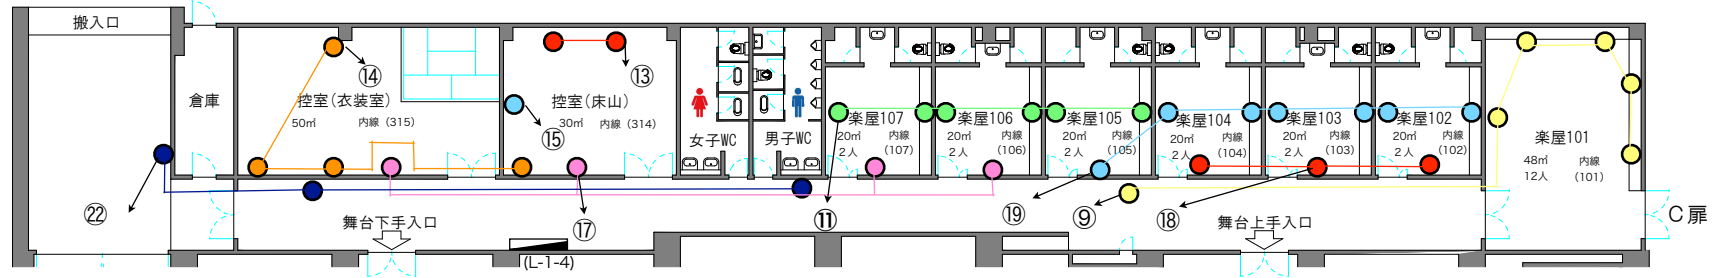 搬入口
倉庫
⑭
控室(衣装室)
50㎡ 内線(315)
⑬
控室(床山)
30㎡ 内線(314)
⑮
女子WC
男子WC
楽屋107
20㎡ 内線
2人 (107)
楽屋106
20㎡ 内線
2人 (106)
楽屋105
20㎡ 内線
2人 (105)
楽屋104
20㎡ 内線
2人 (104)
楽屋103
20㎡ 内線
2人 (103)
楽屋102
20㎡ 内線
2人 (102)
楽屋101
48㎡ 内線
12人 (101)
㉒
舞台下手入口
⑰
(L-1-4)
⑪
⑲
⑨
⑱
舞台上手入口
C扉